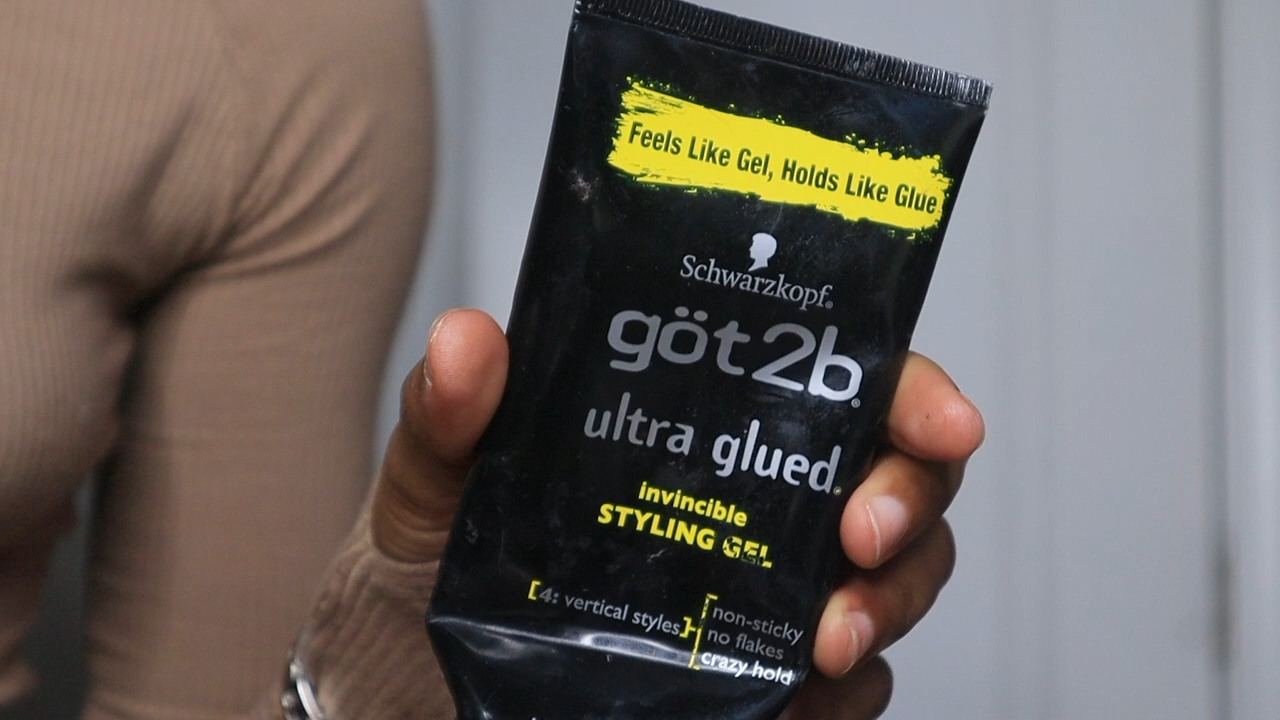 Feels Like Gel, Holds Like Glue
Schwarzkopf®
göt2b®
ultra glued®
invincible
STYLING GEL
[4: vertical styles}
non-sticky
no flakes
crazy hold